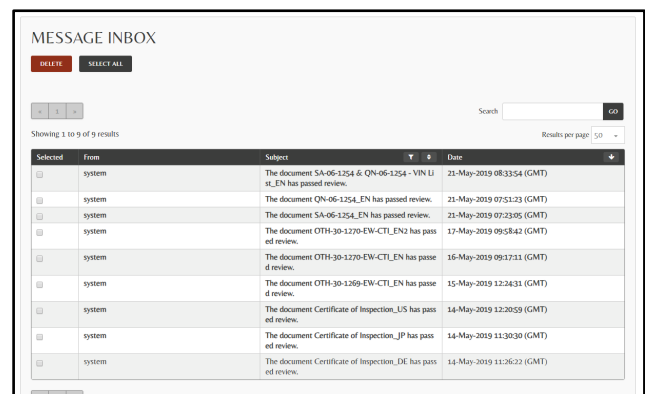 MESSAGE INBOX
DELETE SELECT ALL
« 1 »
Search GO
Showing 1 to 9 of 9 results
Results per page 50
Selected From Subject Date
system The document SA-06-1254 & QN-06-1254 - VIN Li 21-May-2019 08:33:54 (GMT)
st_EN has passed review.
system The document QN-06-1254_EN has passed review. 21-May-2019 07:51:23 (GMT)
system The document SA-06-1254_EN has passed review. 21-May-2019 07:23:05 (GMT)
system The document OTH-30-1270-EW-CTI_EN2 has pass 17-May-2019 09:58:42 (GMT)
ed review.
system The document OTH-30-1270-EW-CTI_EN has passe 16-May-2019 09:17:11 (GMT)
d review.
system The document OTH-30-1269-EW-CTI_EN has passe 15-May-2019 12:24:31 (GMT)
d review.
system The document Certificate of Inspection_US has pass 14-May-2019 12:20:59 (GMT)
ed review.
system The document Certificate of Inspection_JP has pass 14-May-2019 11:30:30 (GMT)
ed review.
system The document Certificate of Inspection_DE has pass 14-May-2019 11:26:22 (GMT)
ed review.